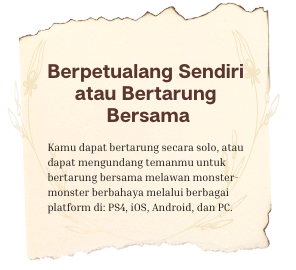 Berpetualang Sendiri
atau Bertarung
Bersama
Kamu dapat bertarung secara solo, atau
dapat mengundang temanmu untuk
bertarung bersama melawan monster-
monster berbahaya melalui berbagai
platform di: PS4, iOS, Android, dan PC.